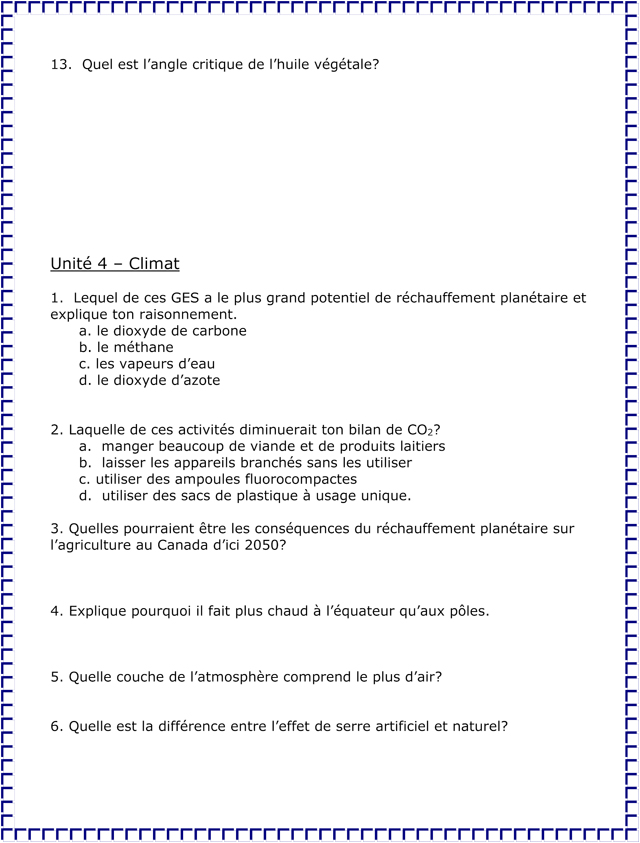 13.  Quel est l’angle critique de l’huile végétale?
Unité 4 – Climat
1.  Lequel de ces GES a le plus grand potentiel de réchauffement planétaire et
explique ton raisonnement.
a. le dioxyde de carbone
b. le méthane
c. les vapeurs d’eau
d. le dioxyde d’azote
2. Laquelle de ces activités diminuerait ton bilan de CO₂?
a.  manger beaucoup de viande et de produits laitiers
b.  laisser les appareils branchés sans les utiliser
c. utiliser des ampoules fluorocompactes
d.  utiliser des sacs de plastique à usage unique.
3. Quelles pourraient être les conséquences du réchauffement planétaire sur
l’agriculture au Canada d’ici 2050?
4. Explique pourquoi il fait plus chaud à l’équateur qu’aux pôles.
5. Quelle couche de l’atmosphère comprend le plus d’air?
6. Quelle est la différence entre l’effet de serre artificiel et naturel?